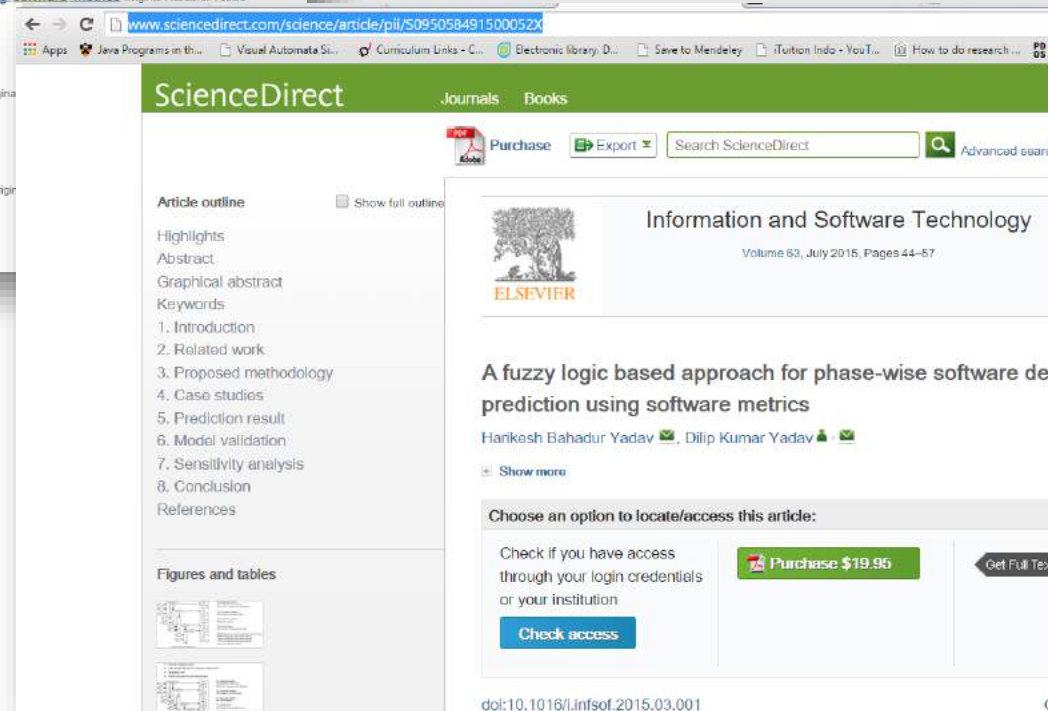 www.sciencedirect.com/science/article/pii/S095058491500052X
Apps Java Programs in th... Visual Automata Si... Curriculum Links - C... Electronic library. D... Save to Mendeley iTuition Indo - YouT... How to do research ...
ScienceDirect Journals Books
PDF Adobe Purchase Export Search ScienceDirect Advanced sear
Article outline Show full outline
Highlights
Abstract
Graphical abstract
Keywords
1. Introduction
2. Related work
3. Proposed methodology
4. Case studies
5. Prediction result
6. Model validation
7. Sensitivity analysis
8. Conclusion
References
Figures and tables
ELSEVIER
Information and Software Technology
Volume 63, July 2015, Pages 44–57
A fuzzy logic based approach for phase-wise software de
prediction using software metrics
Harikesh Bahadur Yadav , Dilip Kumar Yadav
Show more
Choose an option to locate/access this article:
Check if you have access
through your login credentials
or your institution
Check access
Purchase $19.95
Get Full Tex
doi:10.1016/j.infsof.2015.03.001